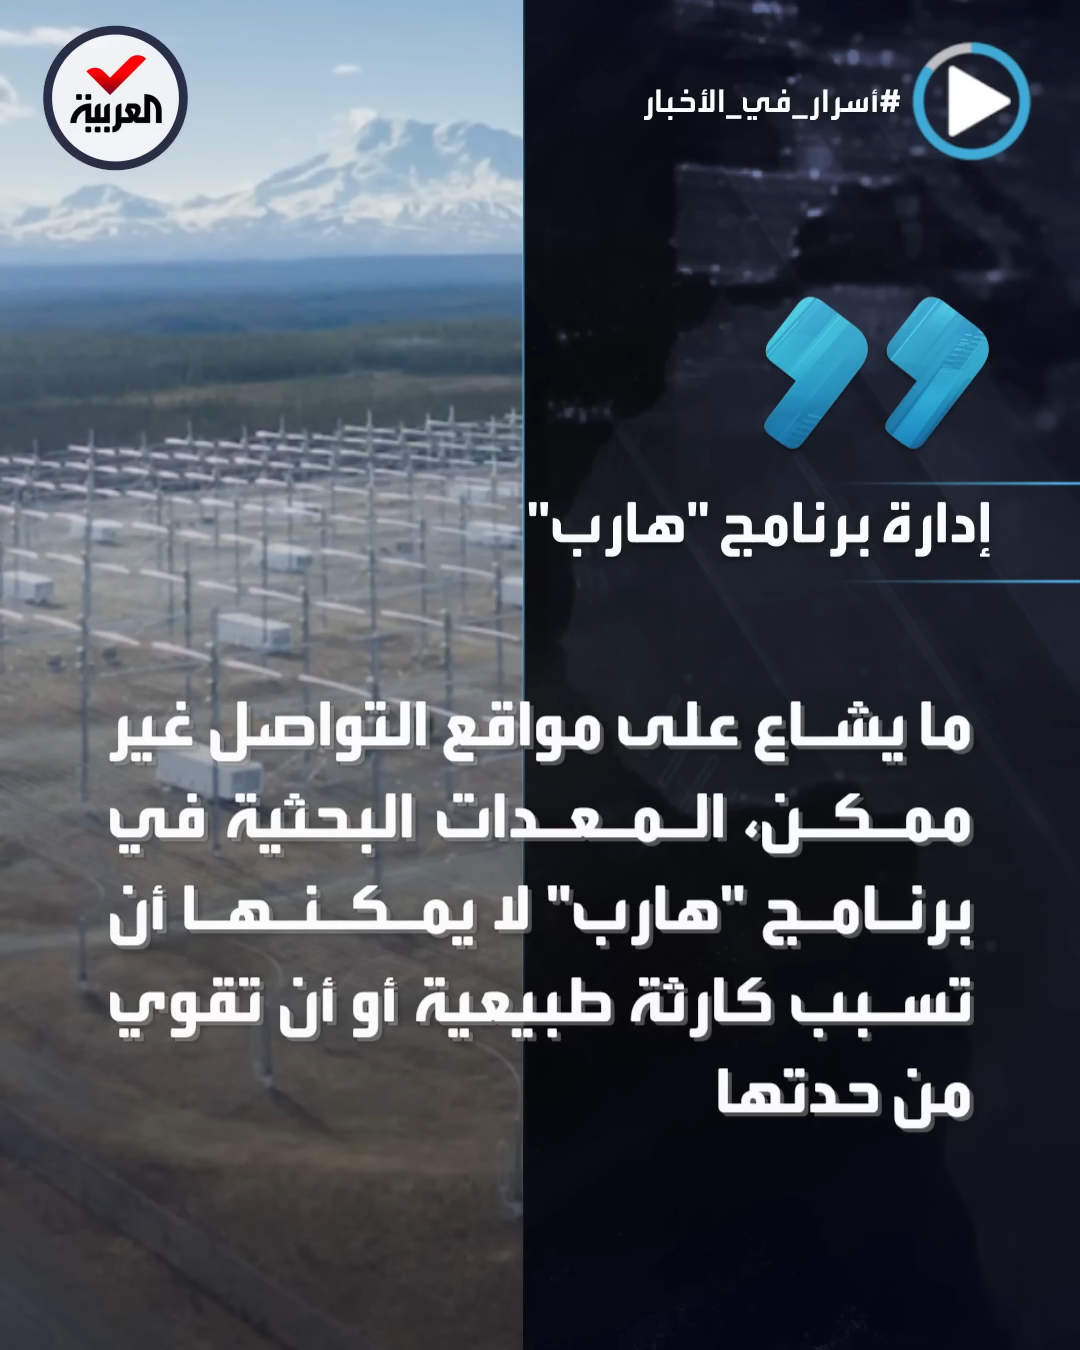 العربية
#أسرار_في_الأخبار
إدارة برنامج "هارب"
ما يشاع على مواقع التواصل غير
ممكن، المعدات البحثية في
برنامج "هارب" لا يمكنها أن
تسبب كارثة طبيعية أو أن تقوي
من حدتها